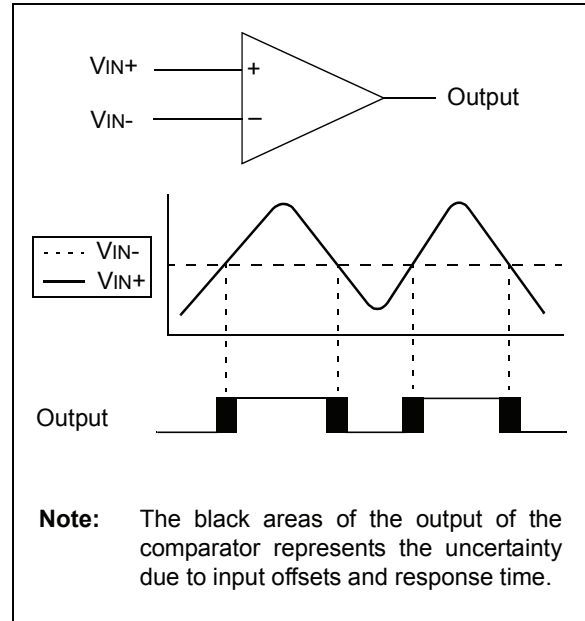 VIN+
+
Output
VIN-
–
VIN-
VIN+
Output
Note: The black areas of the output of the
comparator represents the uncertainty
due to input offsets and response time.